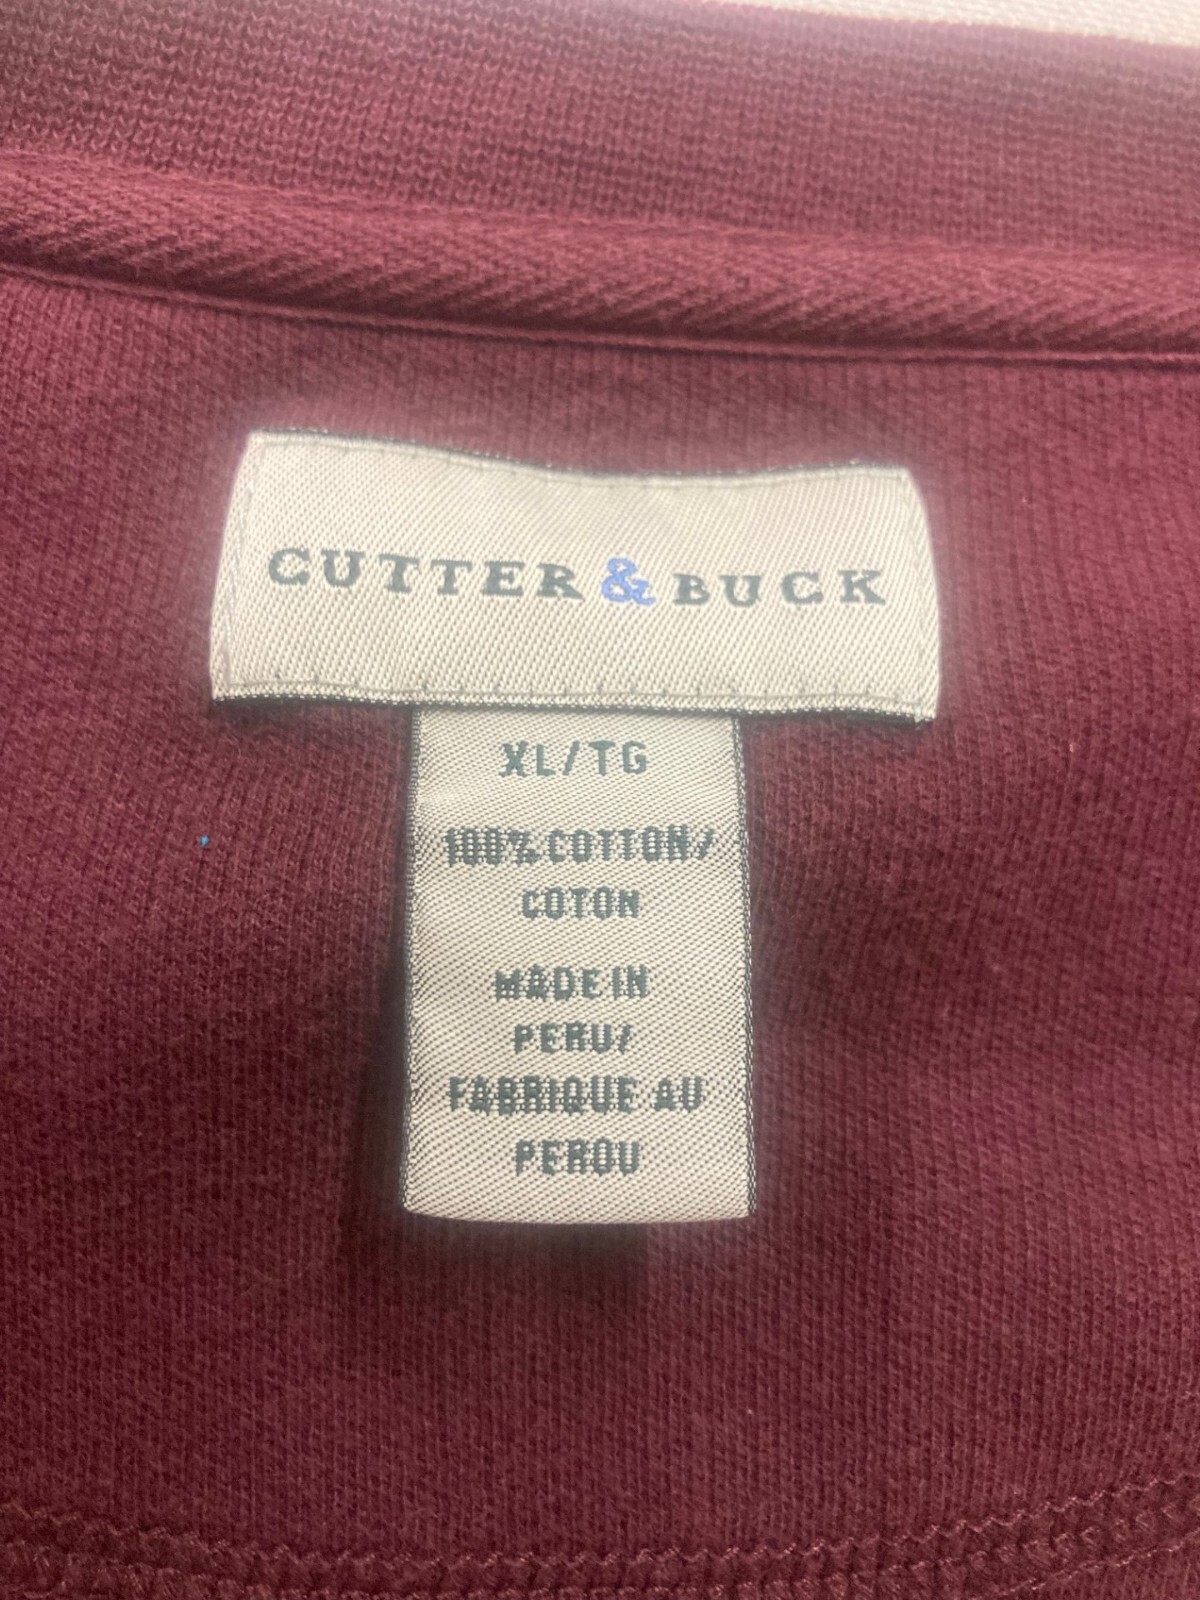 CUTTER & BUCK
XL/TG
100% COTTON/
COTON
MADE IN
PERU/
FABRIQUE AU
PEROU